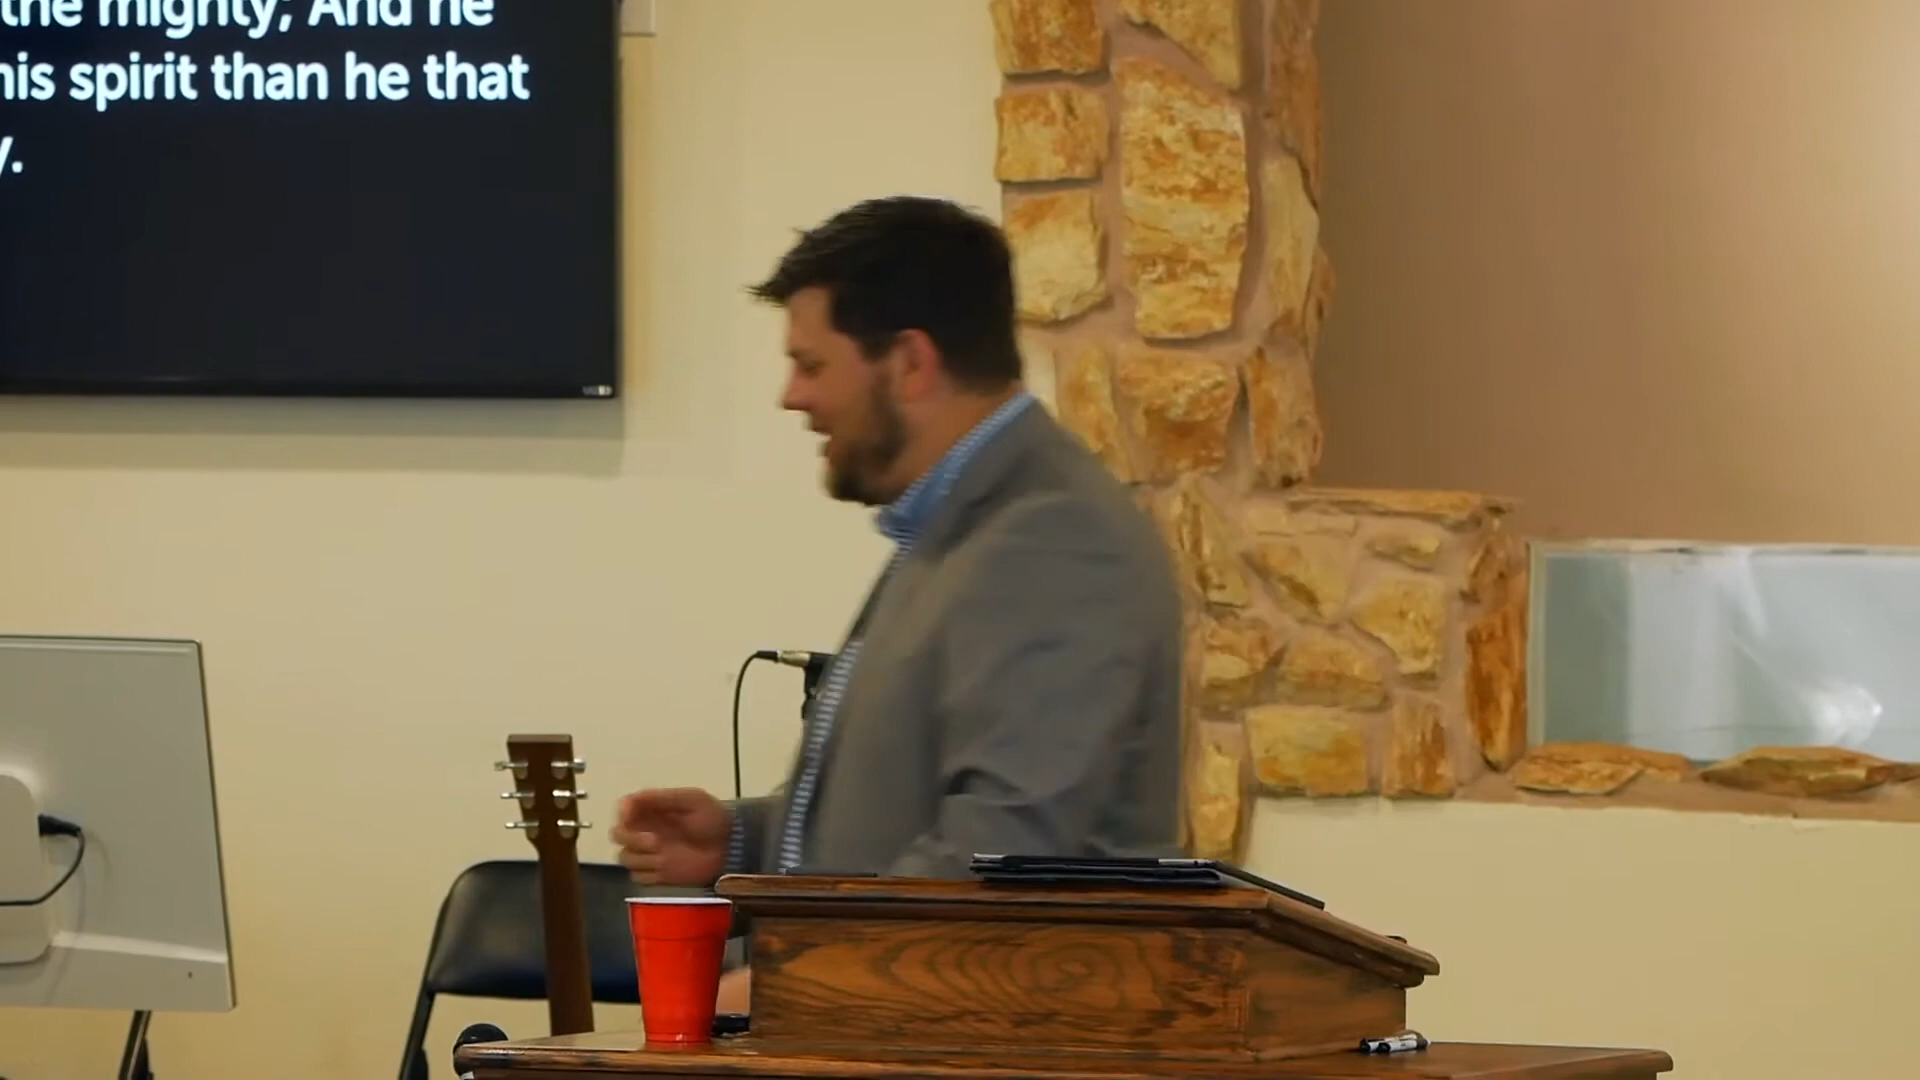 the mighty; And he
his spirit than he that
y.